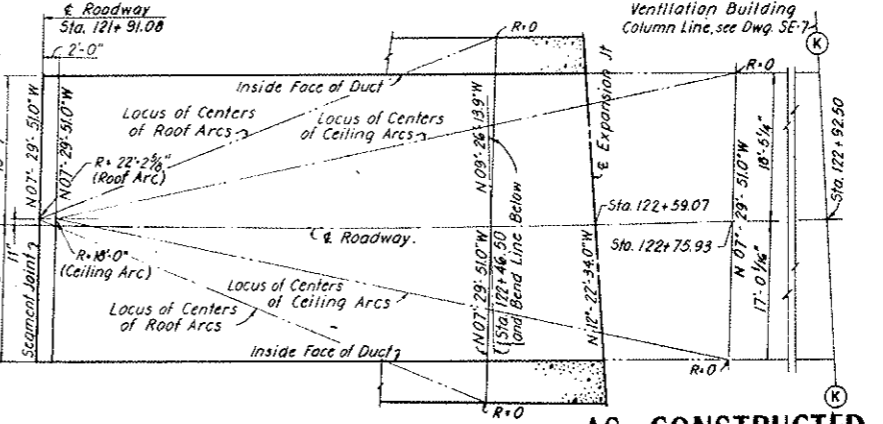 ℄ Roadway
Sta. 121+91.08
2'-0"
Ventilation Building
Column Line, see Dwg. SE-7
K
R=0
R=0
Inside Face of Duct
Locus of Centers
of Roof Arcs
Locus of Centers
of Ceiling Arcs
℄ Expansion Jt
N 07°-29'-51.0"W
N 07°-29'-51.0"W
R= 22'-2⅝"
(Roof Arc)
N 09°-26'-13.9"W
18'-5¼"
Sta. 122+92.50
Sta. 122+59.07
℄ Roadway.
Sta. 122+75.93
N 07°-29'-51.0"W
11"
Segment Joint
R=18'-0"
(Ceiling Arc)
Locus of Centers
of Ceiling Arcs
Locus of Centers
of Roof Arcs
N 07°-29'-51.0"W
Sta. 122+46.50
and Bend Line Below
N 12°-22'-34.0"W
17'-0 1/16"
Inside Face of Duct
R=0
R=0
K
AS CONSTRUCTED